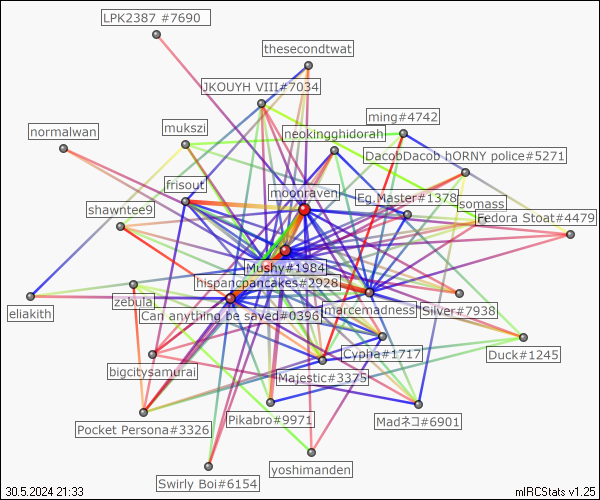 LPK2387 #7690
thesecondtwat
JKOUYH VIII#7034
ming#4742
normalwan
mukszi
neokingghidorah
DacobDacob hORNY police#5271
frisout
moonraven
Eg.Master#1378
somass
shawntee9
Fedora Stoat#4479
Mushy#1984
hispancpancakes#2928
eliakith
zebula
Can anything be saved#0396
marcemadness
Silver#7938
Cypha#1717
Duck#1245
bigcitysamurai
Majestic#3375
Pocket Persona#3326
Pikabro#9971
Madネコ#6901
yoshimanden
Swirly Boi#6154
30.5.2024 21:33
mIRCStats v1.25